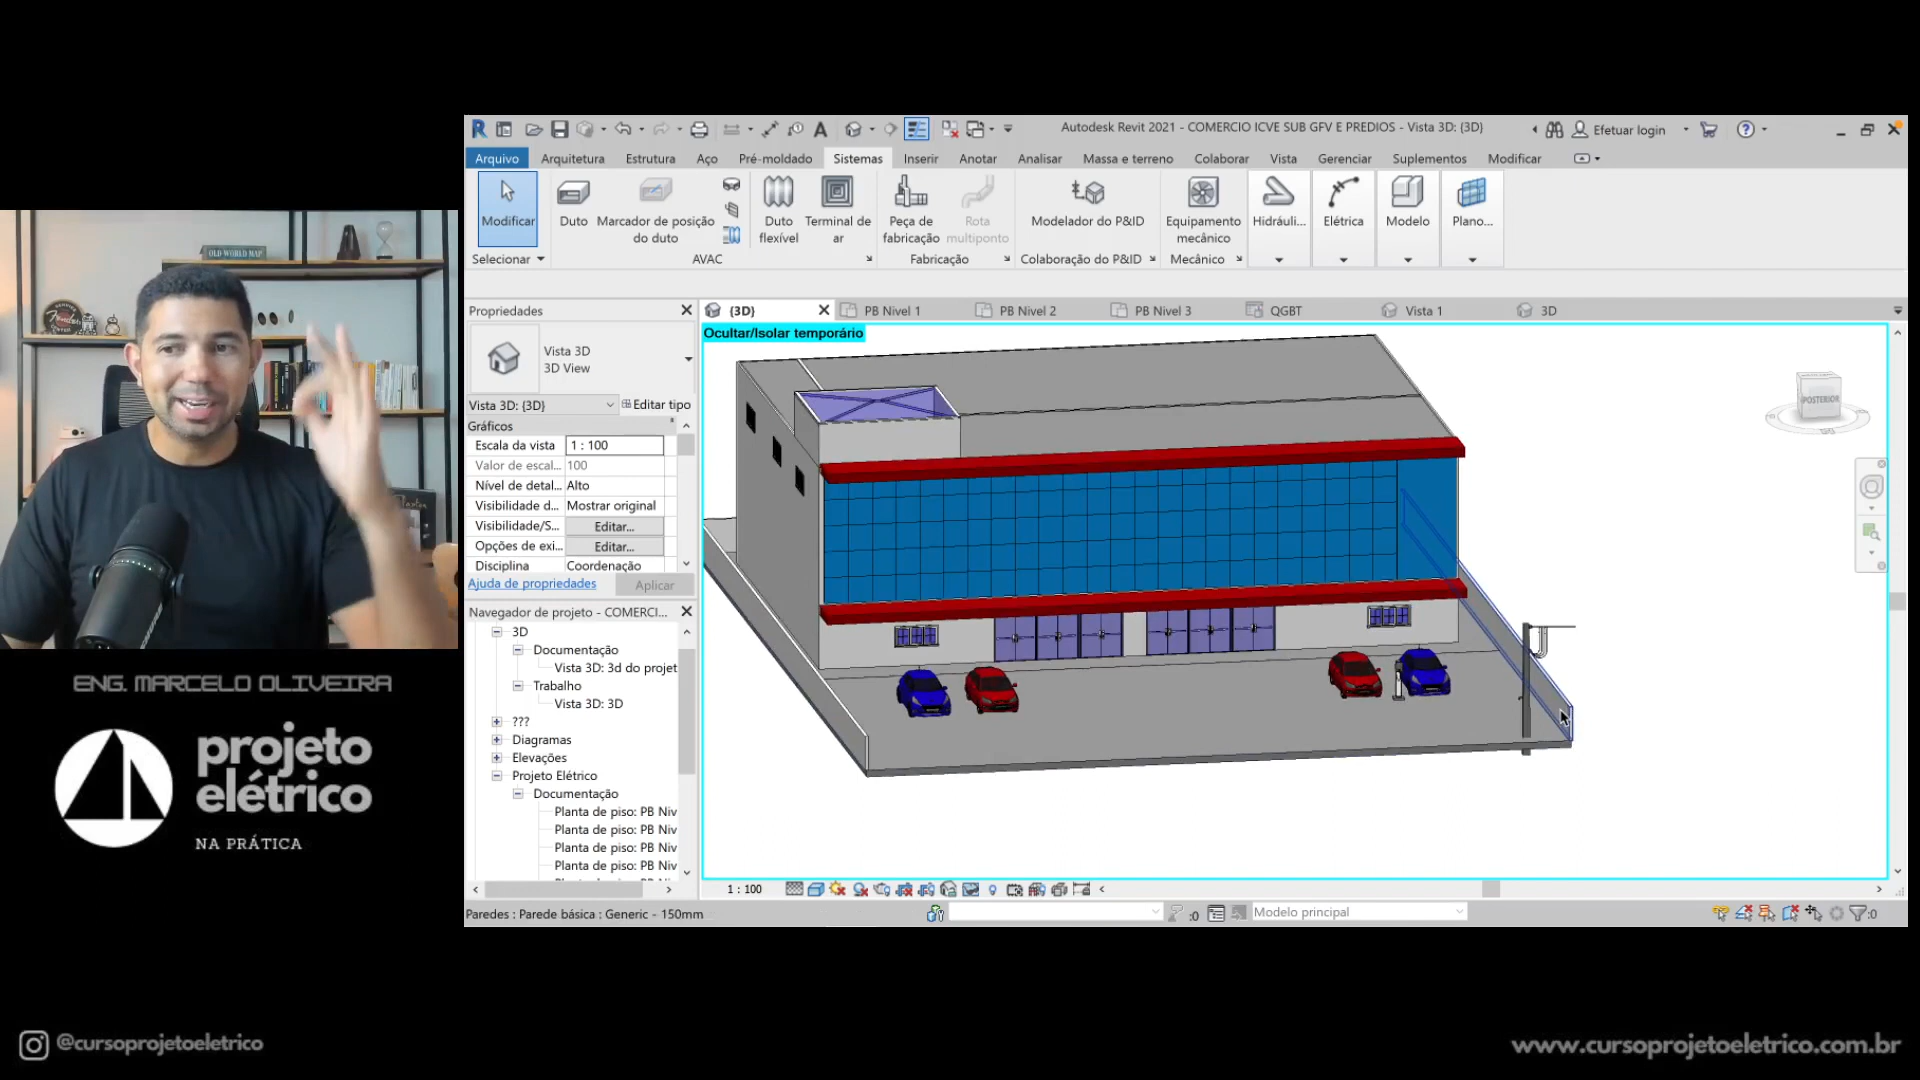 Autodesk Revit 2021 - COMERCIO ICVE SUB GFV E PREDIOS - Vista 3D: {3D}
Efetuar login
Arquivo Arquitetura Estrutura Aço Pré-moldado Sistemas Inserir Anotar Analisar Massa e terreno Colaborar Vista Gerenciar Suplementos Modificar
Modificar
Duto
Marcador de posição do duto
Duto flexível
Terminal de ar
Peça de fabricação
Rota multiponto
Modelador do P&ID
Equipamento mecânico
Hidráuli...
Elétrica
Modelo
Plano...
Selecionar
AVAC
Fabricação
Colaboração do P&ID
Mecânico
Propriedades
{3D}
PB Nivel 1
PB Nivel 2
PB Nivel 3
QGBT
Vista 1
3D
Ocultar/Isolar temporário
Vista 3D
3D View
Vista 3D: {3D}
Editar tipo
Gráficos
Escala da vista 1 : 100
Valor de escal... 100
Nível de detal... Alto
Visibilidade d... Mostrar original
Visibilidade/S... Editar...
Opções de exi... Editar...
Disciplina Coordenação
Ajuda de propriedades
Aplicar
Navegador de projeto - COMERCI...
3D
Documentação
Vista 3D: 3d do projet
Trabalho
Vista 3D: 3D
???
Diagramas
Elevações
Projeto Elétrico
Documentação
Planta de piso: PB Niv
Planta de piso: PB Niv
Planta de piso: PB Niv
Planta de piso: PB Niv
POSTERIOR
1 : 100
Paredes : Parede básica : Generic - 150mm
:0
Modelo principal
:0
OLD WORLD MAP
ENG. MARCELO OLIVEIRA
projeto
elétrico
NA PRÁTICA
@cursoprojetoeletrico
www.cursoprojetoeletrico.com.br